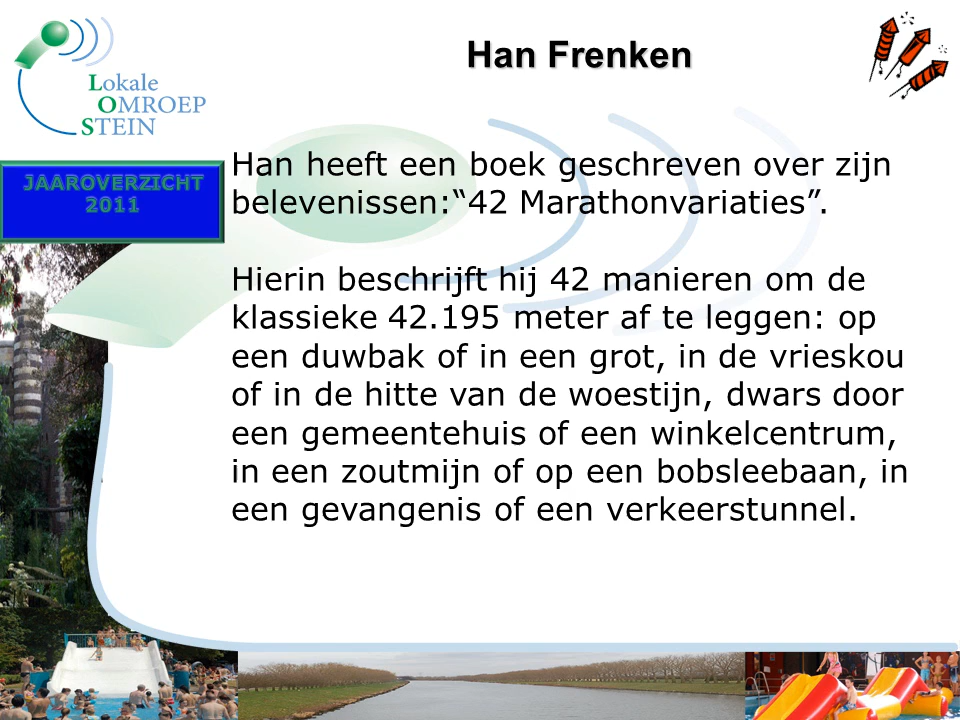 Han Frenken
Lokale
OMROEP
STEIN
JAAROVERZICHT
2011
Han heeft een boek geschreven over zijn
belevenissen:“42 Marathonvariaties”.
Hierin beschrijft hij 42 manieren om de
klassieke 42.195 meter af te leggen: op
een duwbak of in een grot, in de vrieskou
of in de hitte van de woestijn, dwars door
een gemeentehuis of een winkelcentrum,
in een zoutmijn of op een bobsleebaan, in
een gevangenis of een verkeerstunnel.